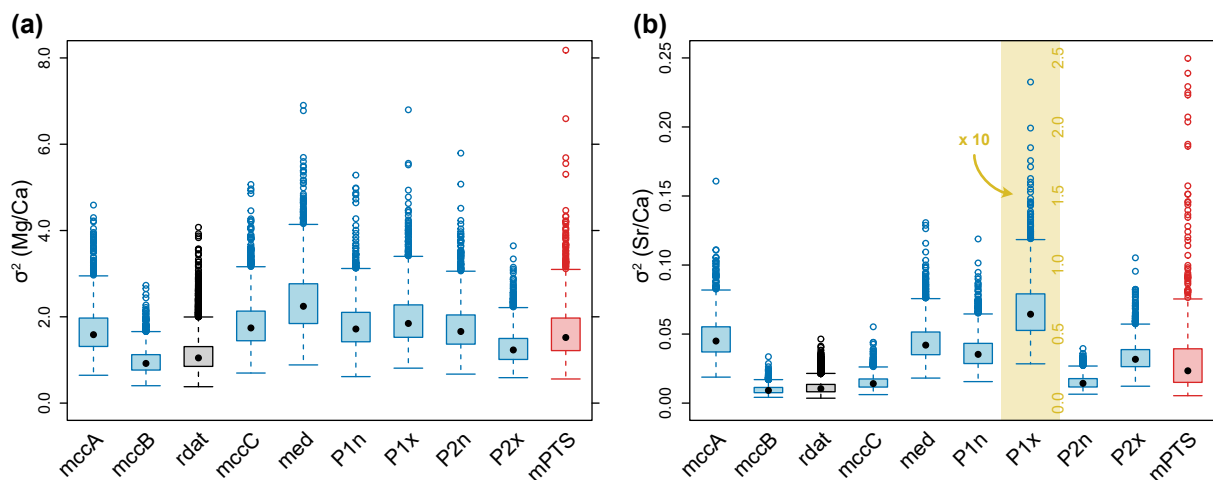 (a)
σ² (Mg/Ca)
8.0
6.0
4.0
2.0
0.0
mccA mccB rdat mccC med P1n P1x P2n P2x mPTS
(b)
σ² (Sr/Ca)
0.25
0.20
0.15
0.10
0.05
0.00
x 10
2.5
2.0
1.5
1.0
0.5
0.0
mccA mccB rdat mccC med P1n P1x P2n P2x mPTS